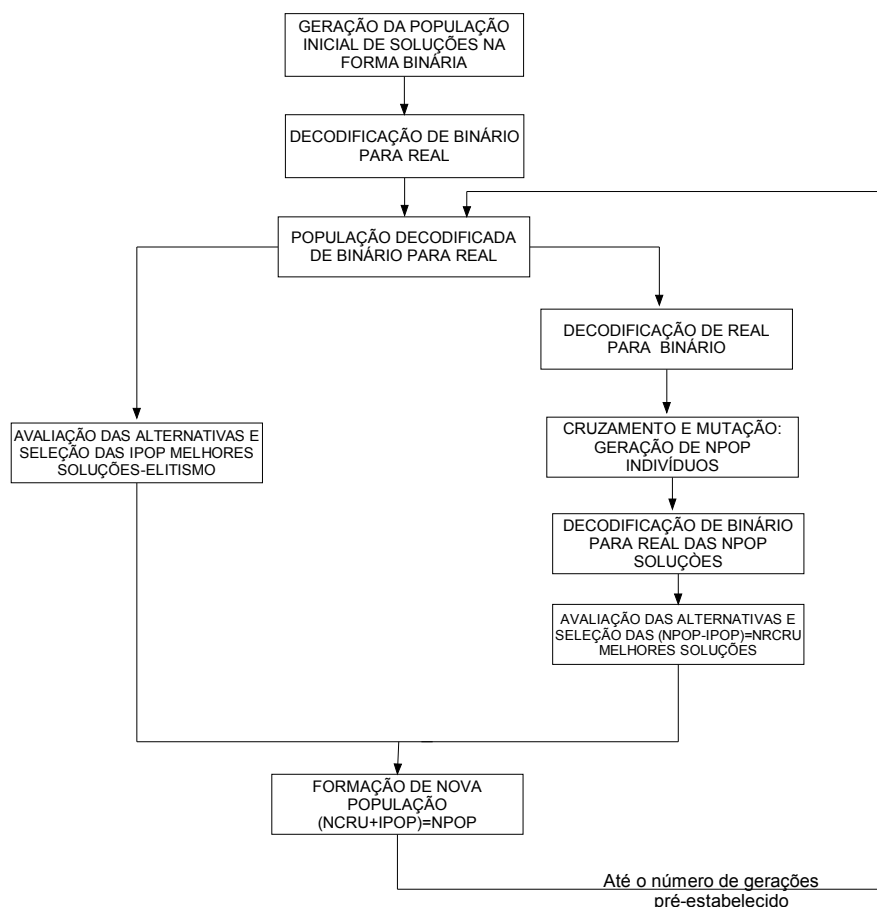 GERAÇÃO DA POPULAÇÃO
INICIAL DE SOLUÇÕES NA
FORMA BINÁRIA
DECODIFICAÇÃO DE BINÁRIO
PARA REAL
POPULAÇÃO DECODIFICADA
DE BINÁRIO PARA REAL
DECODIFICAÇÃO DE REAL
PARA BINÁRIO
AVALIAÇÃO DAS ALTERNATIVAS E
SELEÇÃO DAS IPOP MELHORES
SOLUÇÕES-ELITISMO
CRUZAMENTO E MUTAÇÃO:
GERAÇÃO DE NPOP
INDIVÍDUOS
DECODIFICAÇÃO DE BINÁRIO
PARA REAL DAS NPOP
SOLUÇÒES
AVALIAÇÃO DAS ALTERNATIVAS E
SELEÇÃO DAS (NPOP-IPOP)=NRCRU
MELHORES SOLUÇÕES
FORMAÇÃO DE NOVA
POPULAÇÃO
(NCRU+IPOP)=NPOP
Até o número de gerações
pré-estabelecido